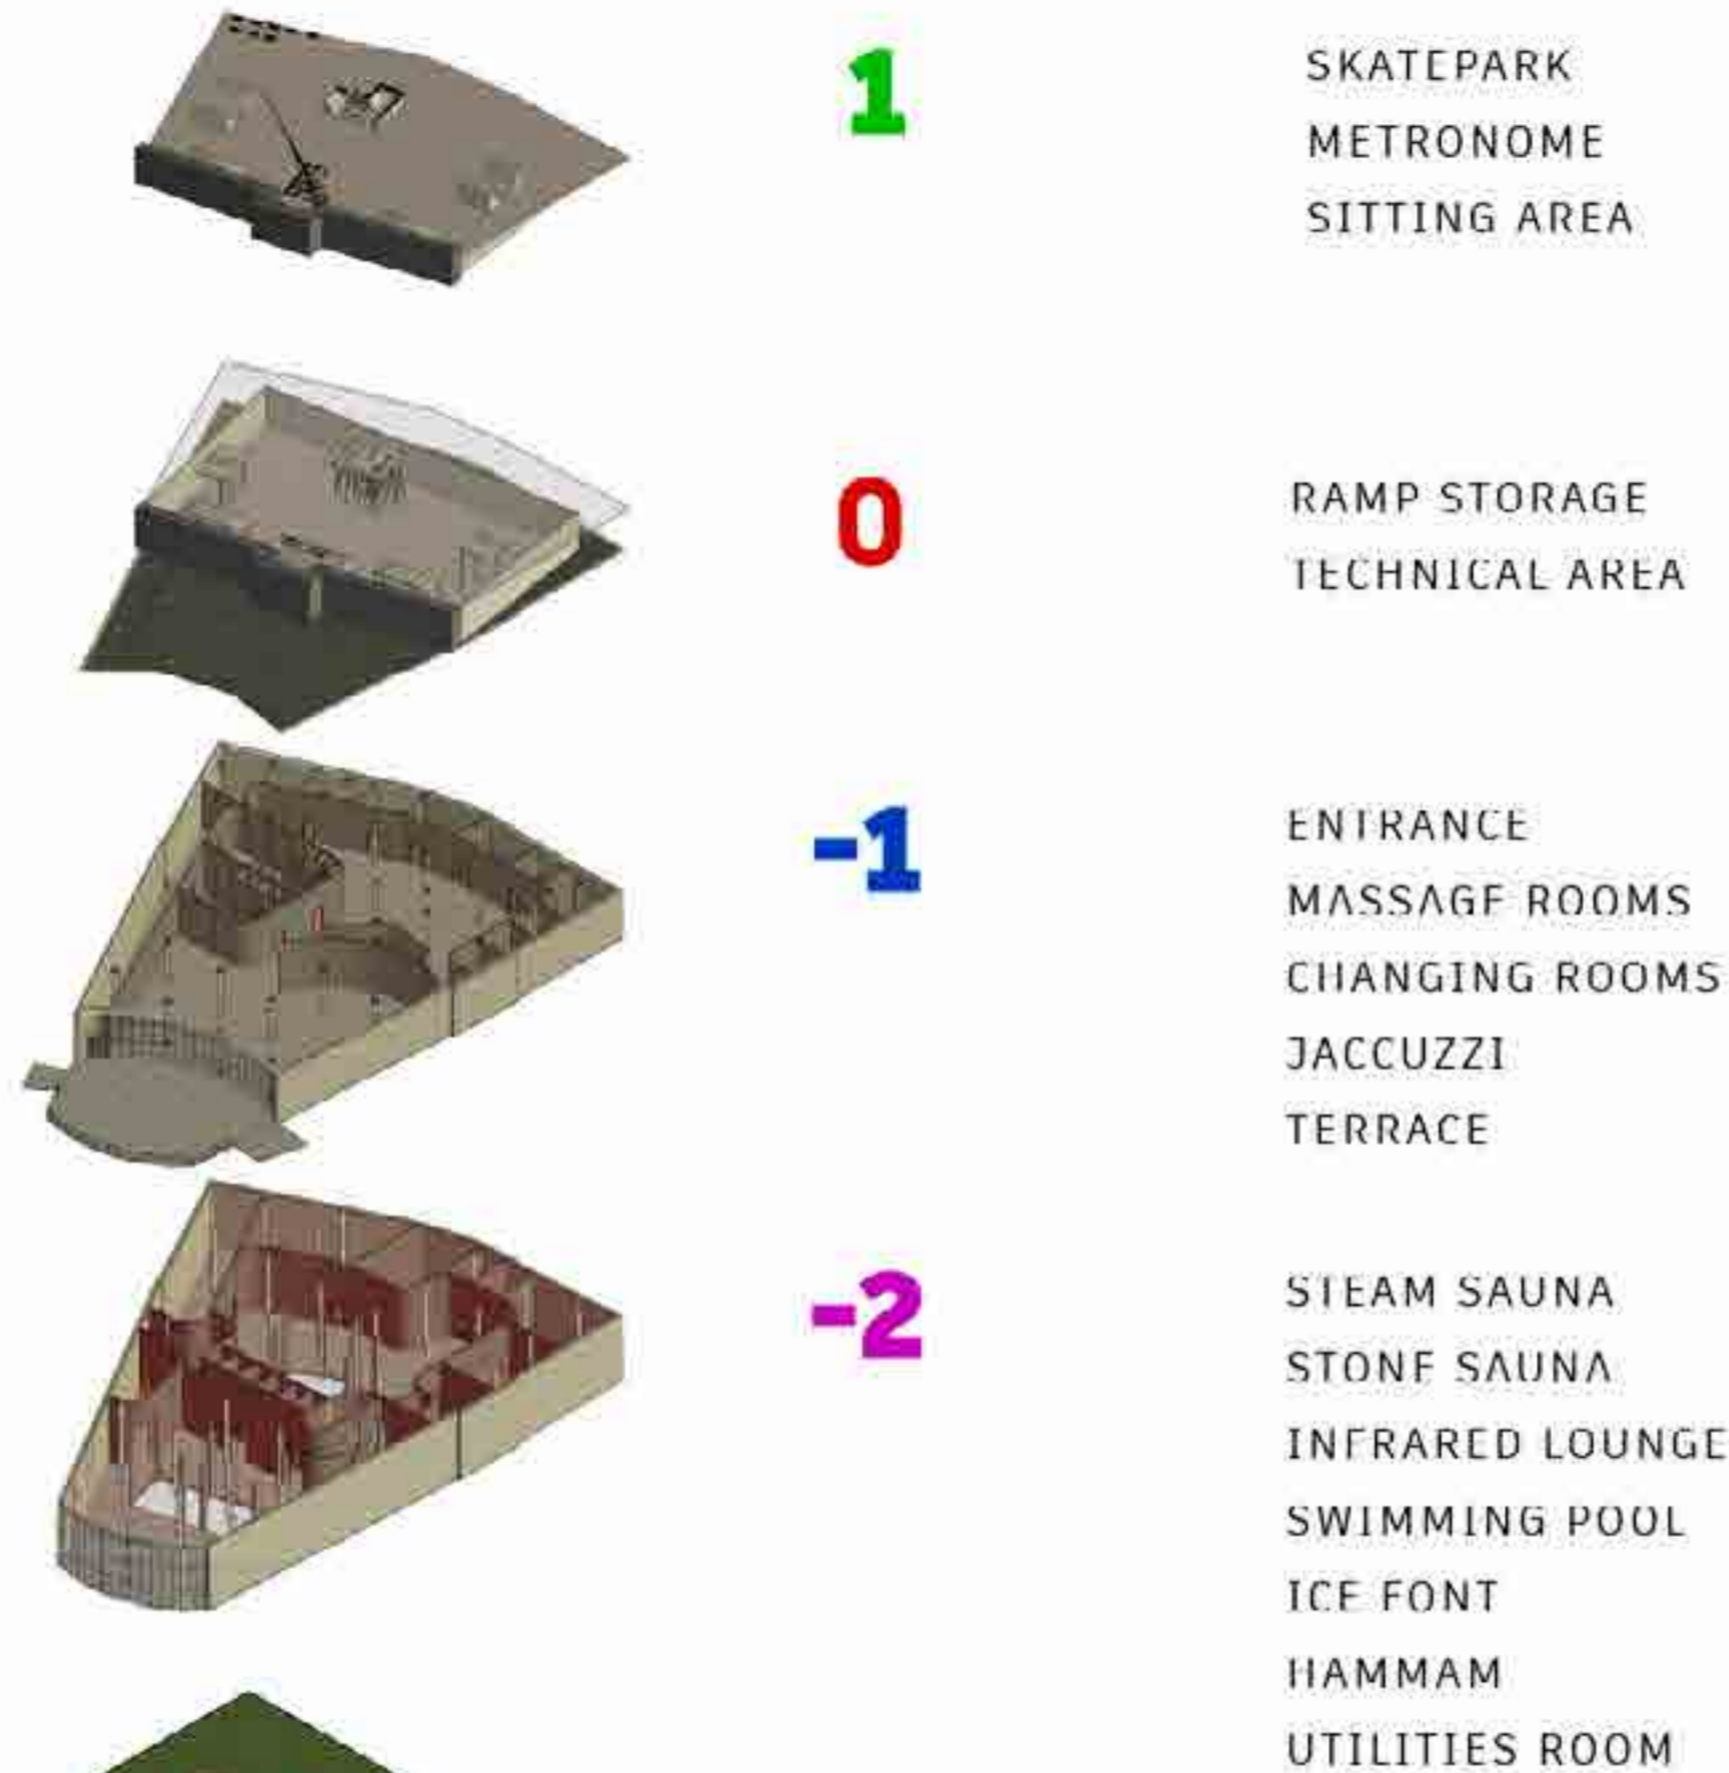 1
SKATEPARK
METRONOME
SITTING AREA
0
RAMP STORAGE
TECHNICAL AREA
-1
ENTRANCE
MASSAGE ROOMS
CHANGING ROOMS
JACCUZZI
TERRACE
-2
STEAM SAUNA
STONE SAUNA
INFRARED LOUNGE
SWIMMING POOL
ICE FONT
HAMMAM
UTILITIES ROOM